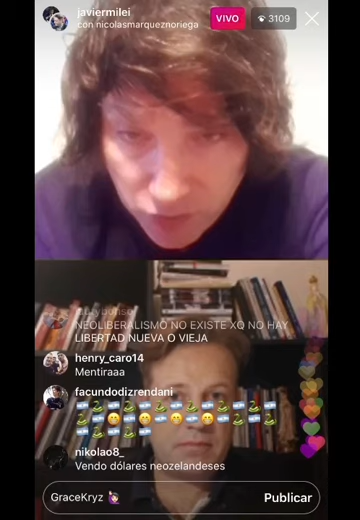 javiermilei
con nicolasmarqueznoriega
VIVO
3109
NEOLIBERALISMO NO EXISTE XQ NO HAY
LIBERTAD NUEVA O VIEJA
henry_caro14
Mentiraaa
facundodizrendani
nikolao8_
Vendo dólares neozelandeses
GraceKryz 🙋🏻‍♀️
Publicar